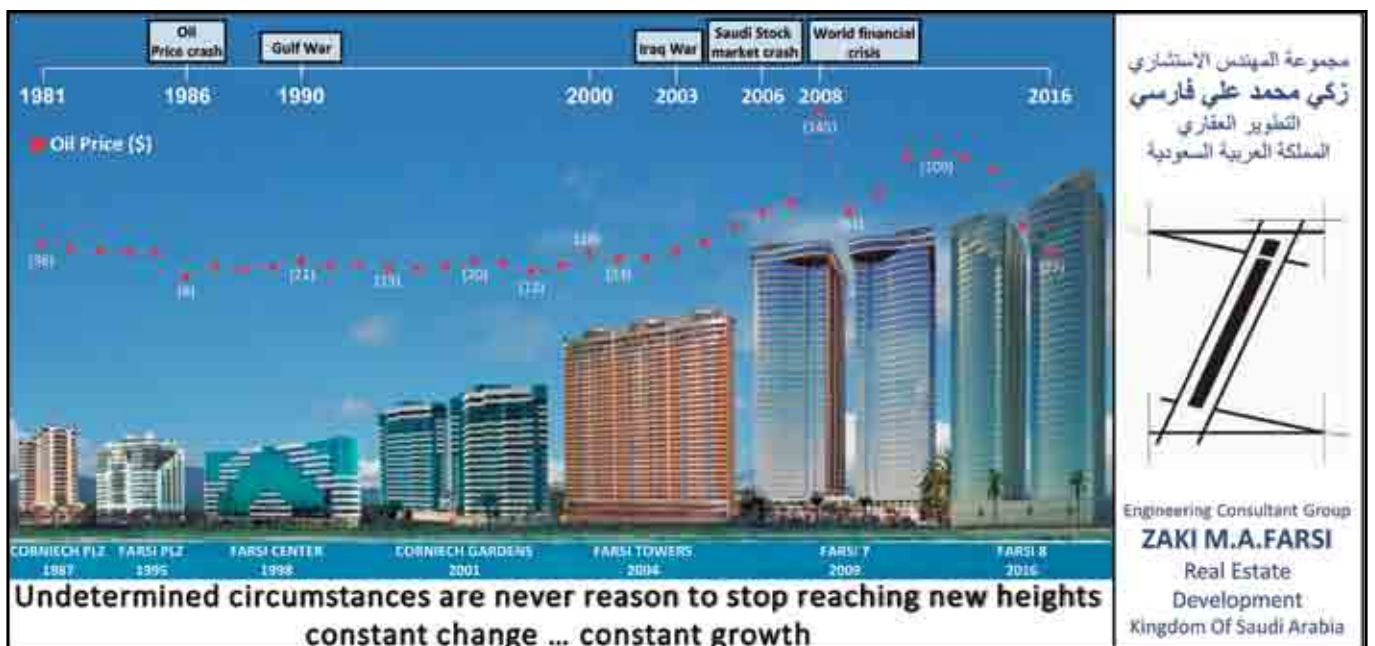 Oil
Price crash
Gulf War
Iraq War
Saudi Stock
market crash
World financial
crisis
1981
1986
1990
2000
2003
2006
2008
2016
Oil Price ($)
(145)
(100)
(36)
(8)
(21)
(15)
(20)
(12)
(23)
CORNIECH PLZ
1987
FARSI PLZ
1995
FARSI CENTER
1998
CORNIECH GARDENS
2001
FARSI TOWERS
2004
FARSI 7
2009
FARSI 8
2016
Undetermined circumstances are never reason to stop reaching new heights
constant change ... constant growth
مجموعة المهندس الاستشاري
زكي محمد علي فارسي
التطوير العقاري
المملكة العربية السعودية
Engineering Consultant Group
ZAKI M.A.FARSI
Real Estate
Development
Kingdom Of Saudi Arabia